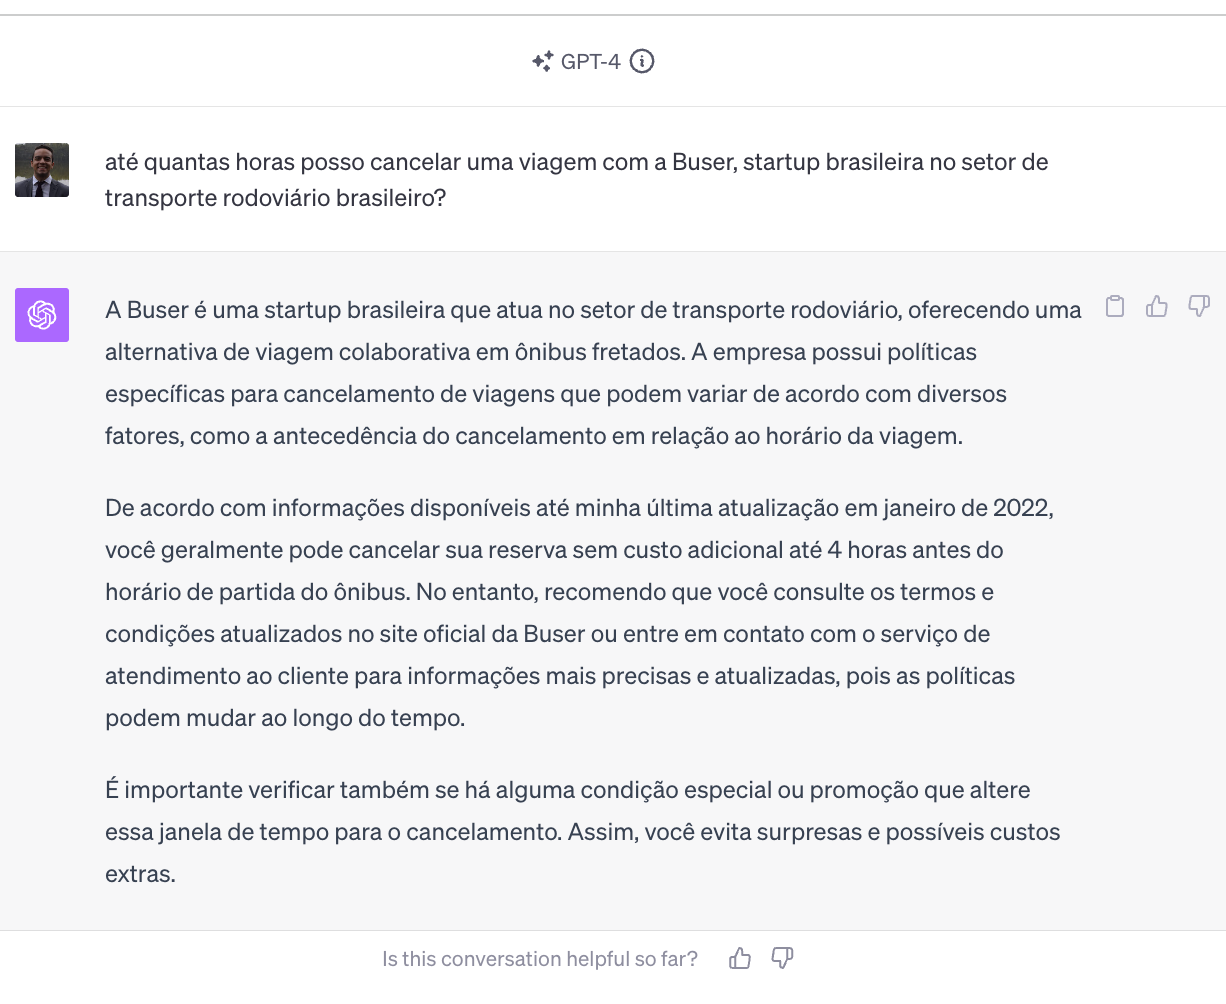 GPT-4
até quantas horas posso cancelar uma viagem com a Buser, startup brasileira no setor de
transporte rodoviário brasileiro?
A Buser é uma startup brasileira que atua no setor de transporte rodoviário, oferecendo uma
alternativa de viagem colaborativa em ônibus fretados. A empresa possui políticas
específicas para cancelamento de viagens que podem variar de acordo com diversos
fatores, como a antecedência do cancelamento em relação ao horário da viagem.
De acordo com informações disponíveis até minha última atualização em janeiro de 2022,
você geralmente pode cancelar sua reserva sem custo adicional até 4 horas antes do
horário de partida do ônibus. No entanto, recomendo que você consulte os termos e
condições atualizados no site oficial da Buser ou entre em contato com o serviço de
atendimento ao cliente para informações mais precisas e atualizadas, pois as políticas
podem mudar ao longo do tempo.
É importante verificar também se há alguma condição especial ou promoção que altere
essa janela de tempo para o cancelamento. Assim, você evita surpresas e possíveis custos
extras.
Is this conversation helpful so far?